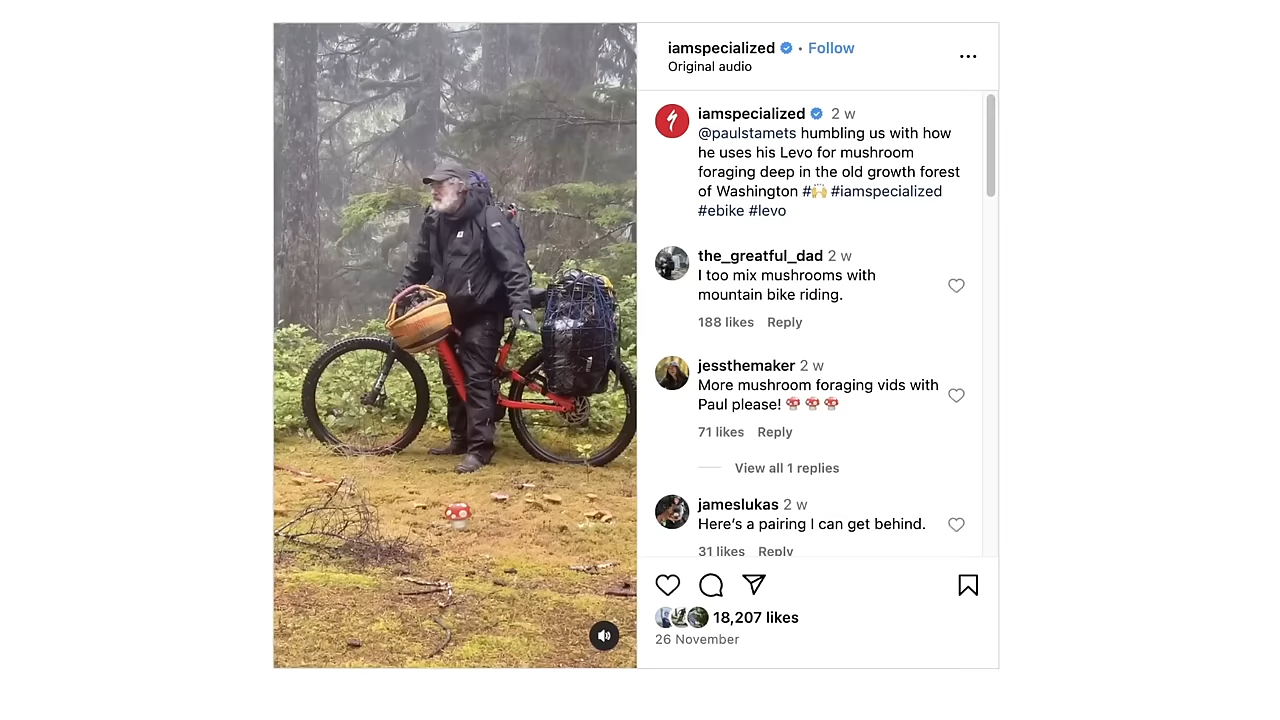 iamspecialized • Follow
Original audio
iamspecialized 2 w
@paulstamets humbling us with how
he uses his Levo for mushroom
foraging deep in the old growth forest
of Washington #🙌 #iamspecialized
#ebike #levo
the_greatful_dad 2 w
I too mix mushrooms with
mountain bike riding.
188 likes Reply
jessthemaker 2 w
More mushroom foraging vids with
Paul please! 🍄 🍄 🍄
71 likes Reply
View all 1 replies
jameslukas 2 w
Here's a pairing I can get behind.
31 likes Reply
18,207 likes
26 November